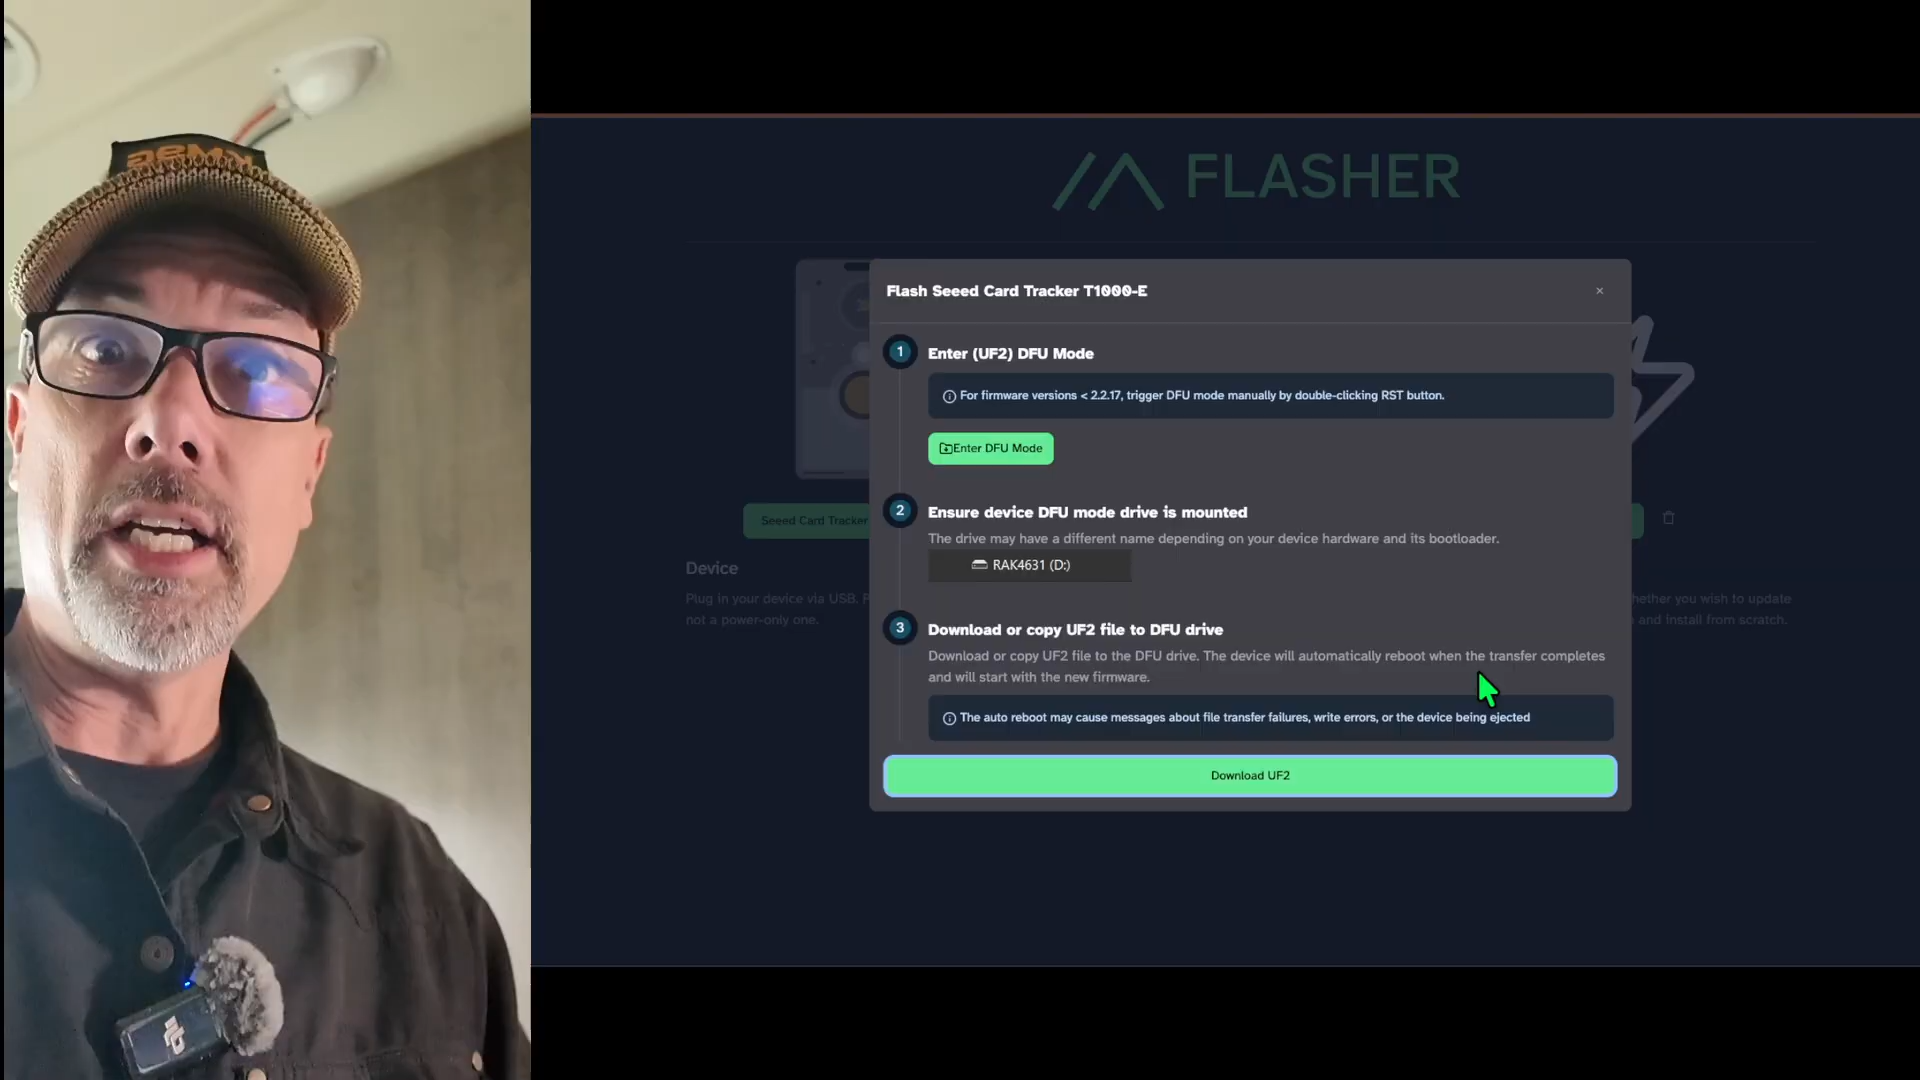 FLASHER
Flash Seeed Card Tracker T1000-E
1
Enter (UF2) DFU Mode
For firmware versions < 2.2.17, trigger DFU mode manually by double-clicking RST button.
Enter DFU Mode
2
Ensure device DFU mode drive is mounted
The drive may have a different name depending on your device hardware and its bootloader.
RAK4631 (D:)
3
Download or copy UF2 file to DFU drive
Download or copy UF2 file to the DFU drive. The device will automatically reboot when the transfer completes
and will start with the new firmware.
The auto reboot may cause messages about file transfer failures, write errors, or the device being ejected
Download UF2
Seeed Card Tracker
Device
Plug in your device via USB.
not a power-only one.
hether you wish to update
and install from scratch.